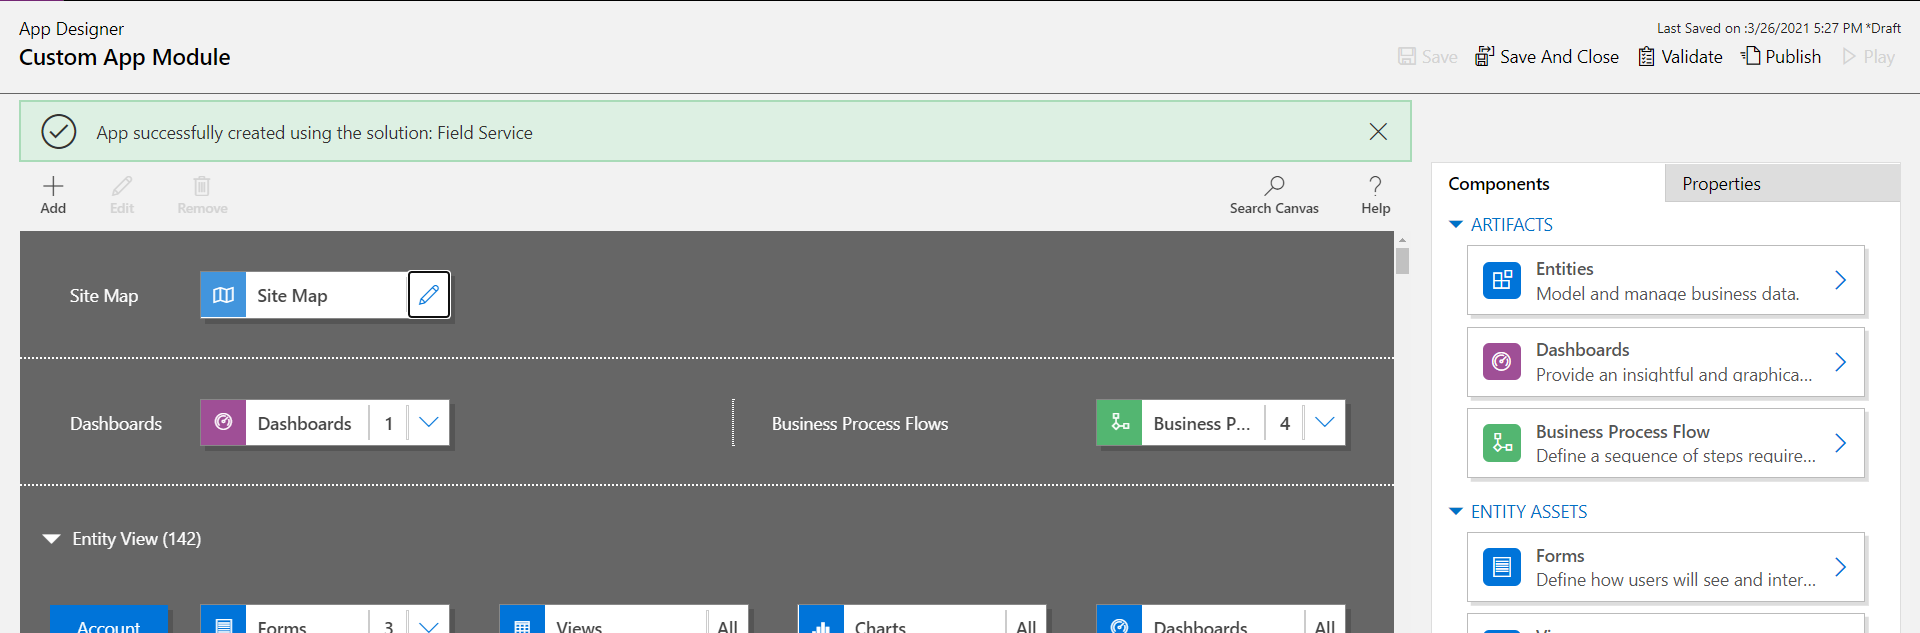 App Designer
Custom App Module
Last Saved on :3/26/2021 5:27 PM *Draft
Save
Save And Close
Validate
Publish
Play
App successfully created using the solution: Field Service
Add
Edit
Remove
Search Canvas
Help
Site Map
Site Map
Dashboards
Dashboards
1
Business Process Flows
Business P...
4
Entity View (142)
Account
Forms
3
Views
All
Charts
All
Dashboards
All
Components
Properties
ARTIFACTS
Entities
Model and manage business data.
Dashboards
Provide an insightful and graphica...
Business Process Flow
Define a sequence of steps require...
ENTITY ASSETS
Forms
Define how users will see and inter...